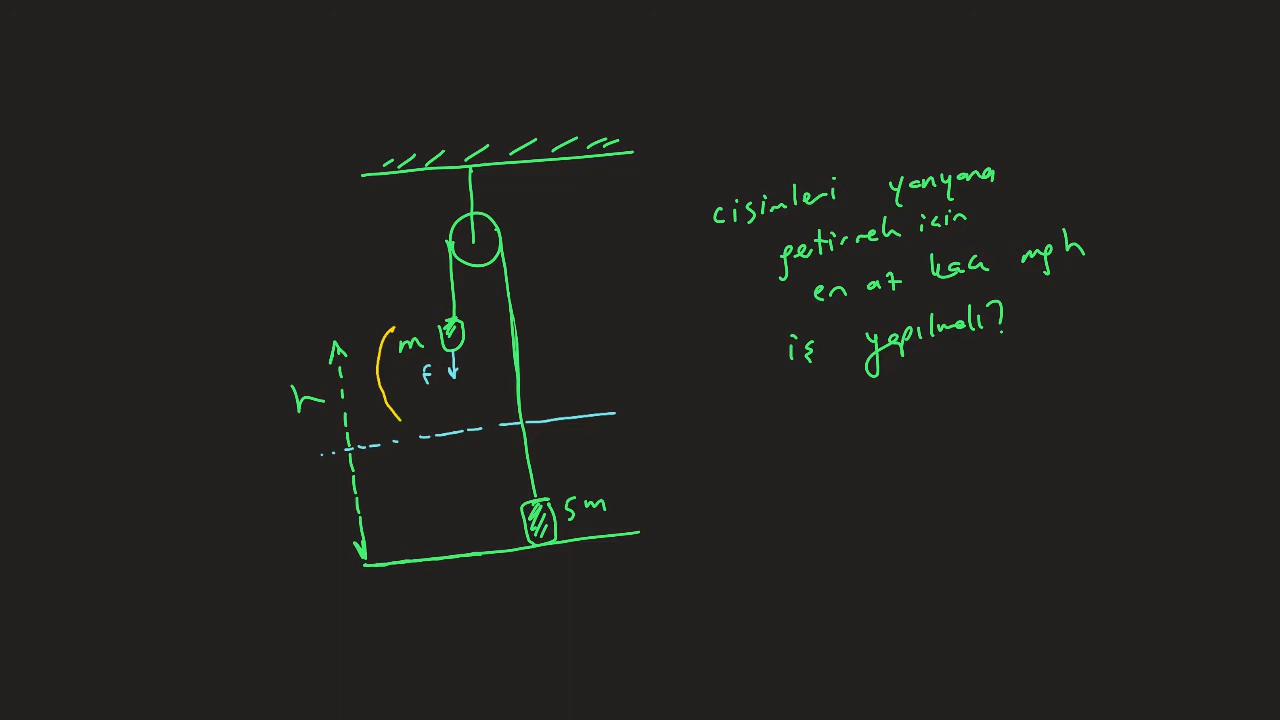 cisimleri yanyana
getirmek için
en az kaç mgh
iş yapılmalı?
m
F
h
5m